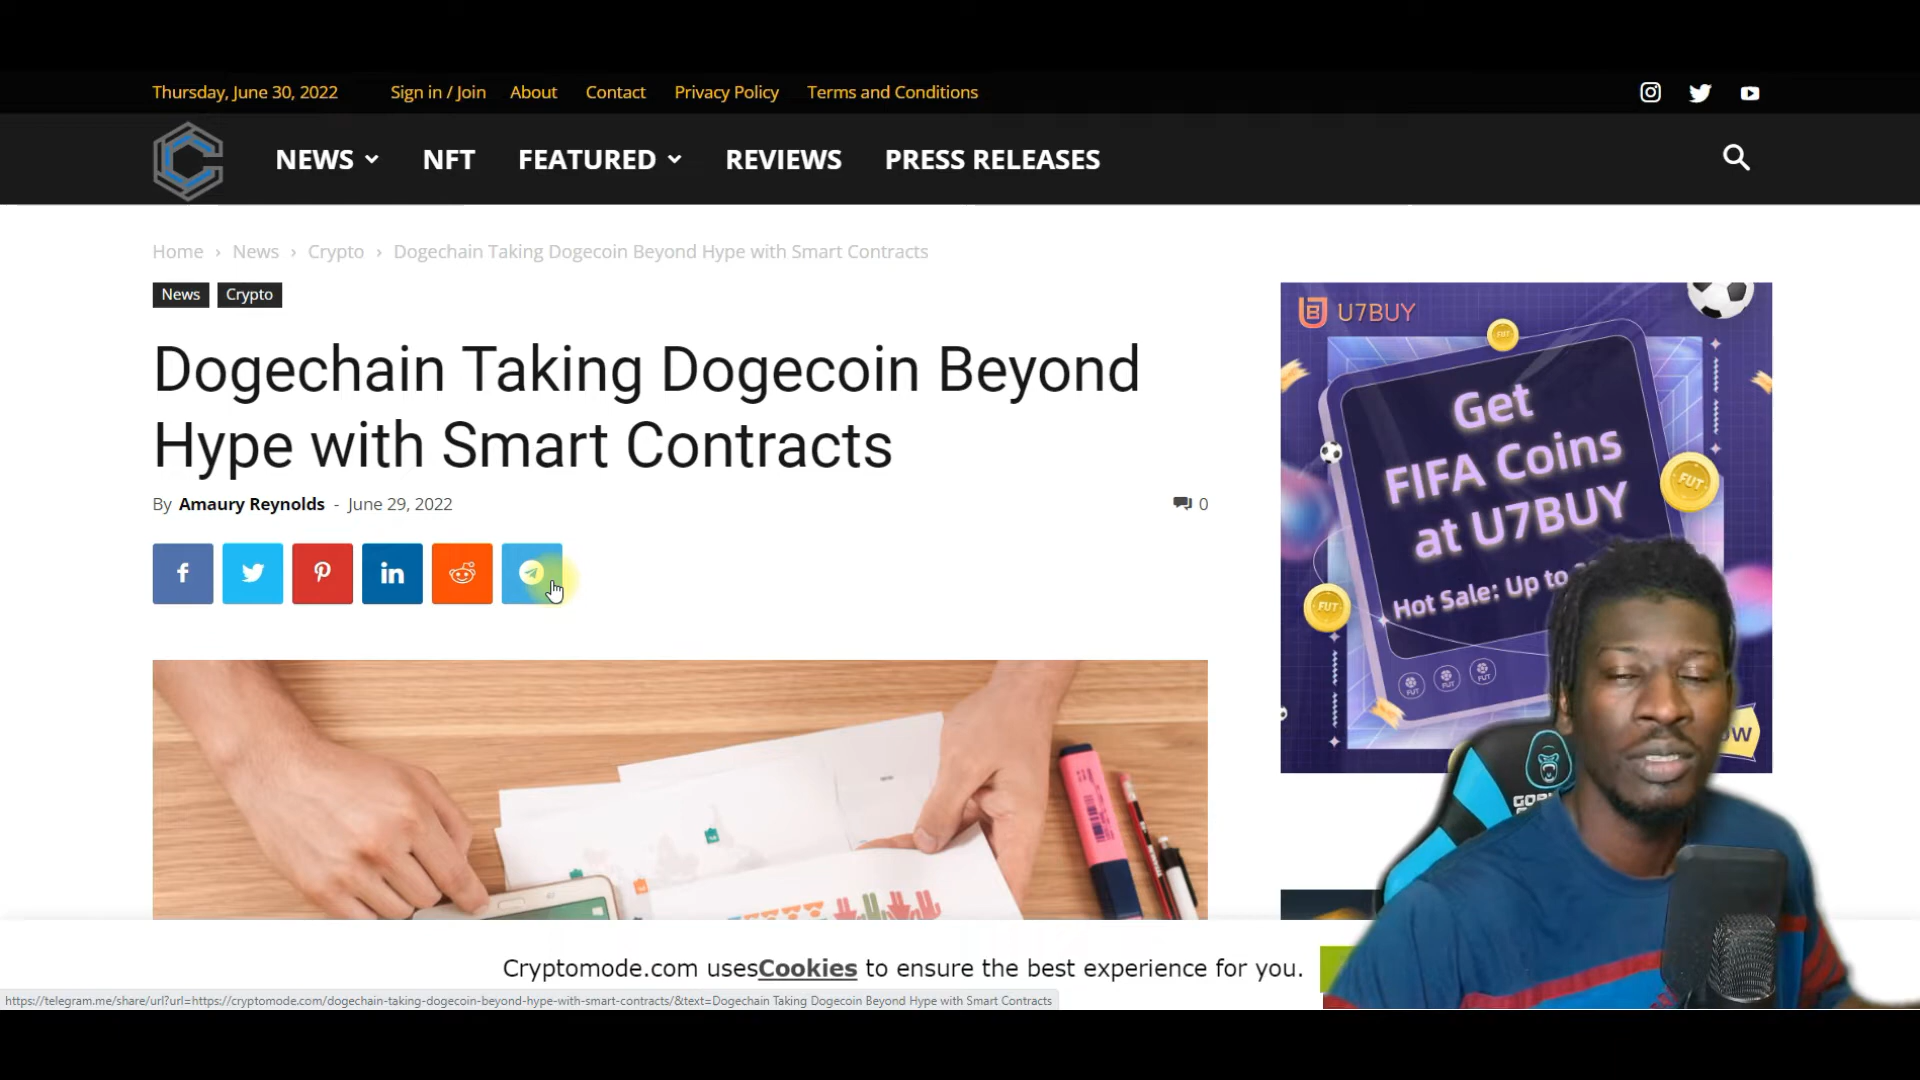 Thursday, June 30, 2022 Sign in / Join About Contact Privacy Policy Terms and Conditions
NEWS NFT FEATURED REVIEWS PRESS RELEASES
Home › News › Crypto › Dogechain Taking Dogecoin Beyond Hype with Smart Contracts
News Crypto
Dogechain Taking Dogecoin Beyond
Hype with Smart Contracts
By Amaury Reynolds - June 29, 2022
0
U7BUY
Get
FIFA Coins
at U7BUY
Hot Sale: Up to
FUT
FUT
FUT
FUT
FUT
FUT
Cryptomode.com usesCookies to ensure the best experience for you.
https://telegram.me/share/url?url=https://cryptomode.com/dogechain-taking-dogecoin-beyond-hype-with-smart-contracts/&text=Dogechain Taking Dogecoin Beyond Hype with Smart Contracts